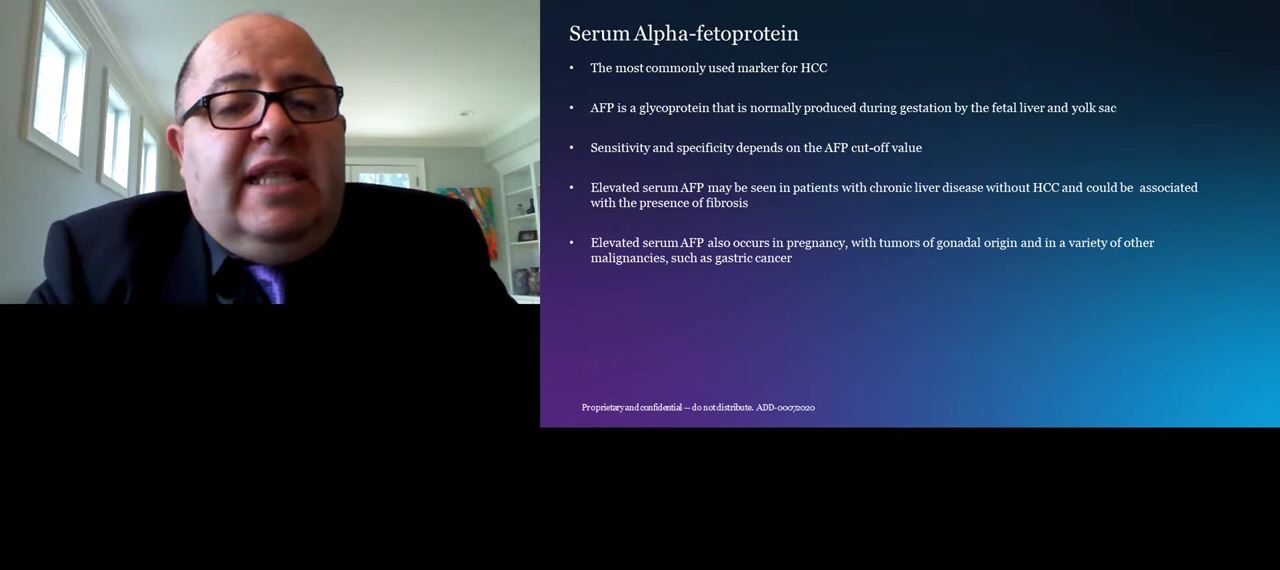 Serum Alpha-fetoprotein
• The most commonly used marker for HCC
• AFP is a glycoprotein that is normally produced during gestation by the fetal liver and yolk sac
• Sensitivity and specificity depends on the AFP cut-off value
• Elevated serum AFP may be seen in patients with chronic liver disease without HCC and could be associated
with the presence of fibrosis
• Elevated serum AFP also occurs in pregnancy, with tumors of gonadal origin and in a variety of other
malignancies, such as gastric cancer
Proprietary and confidential — do not distribute. ADD-00072020